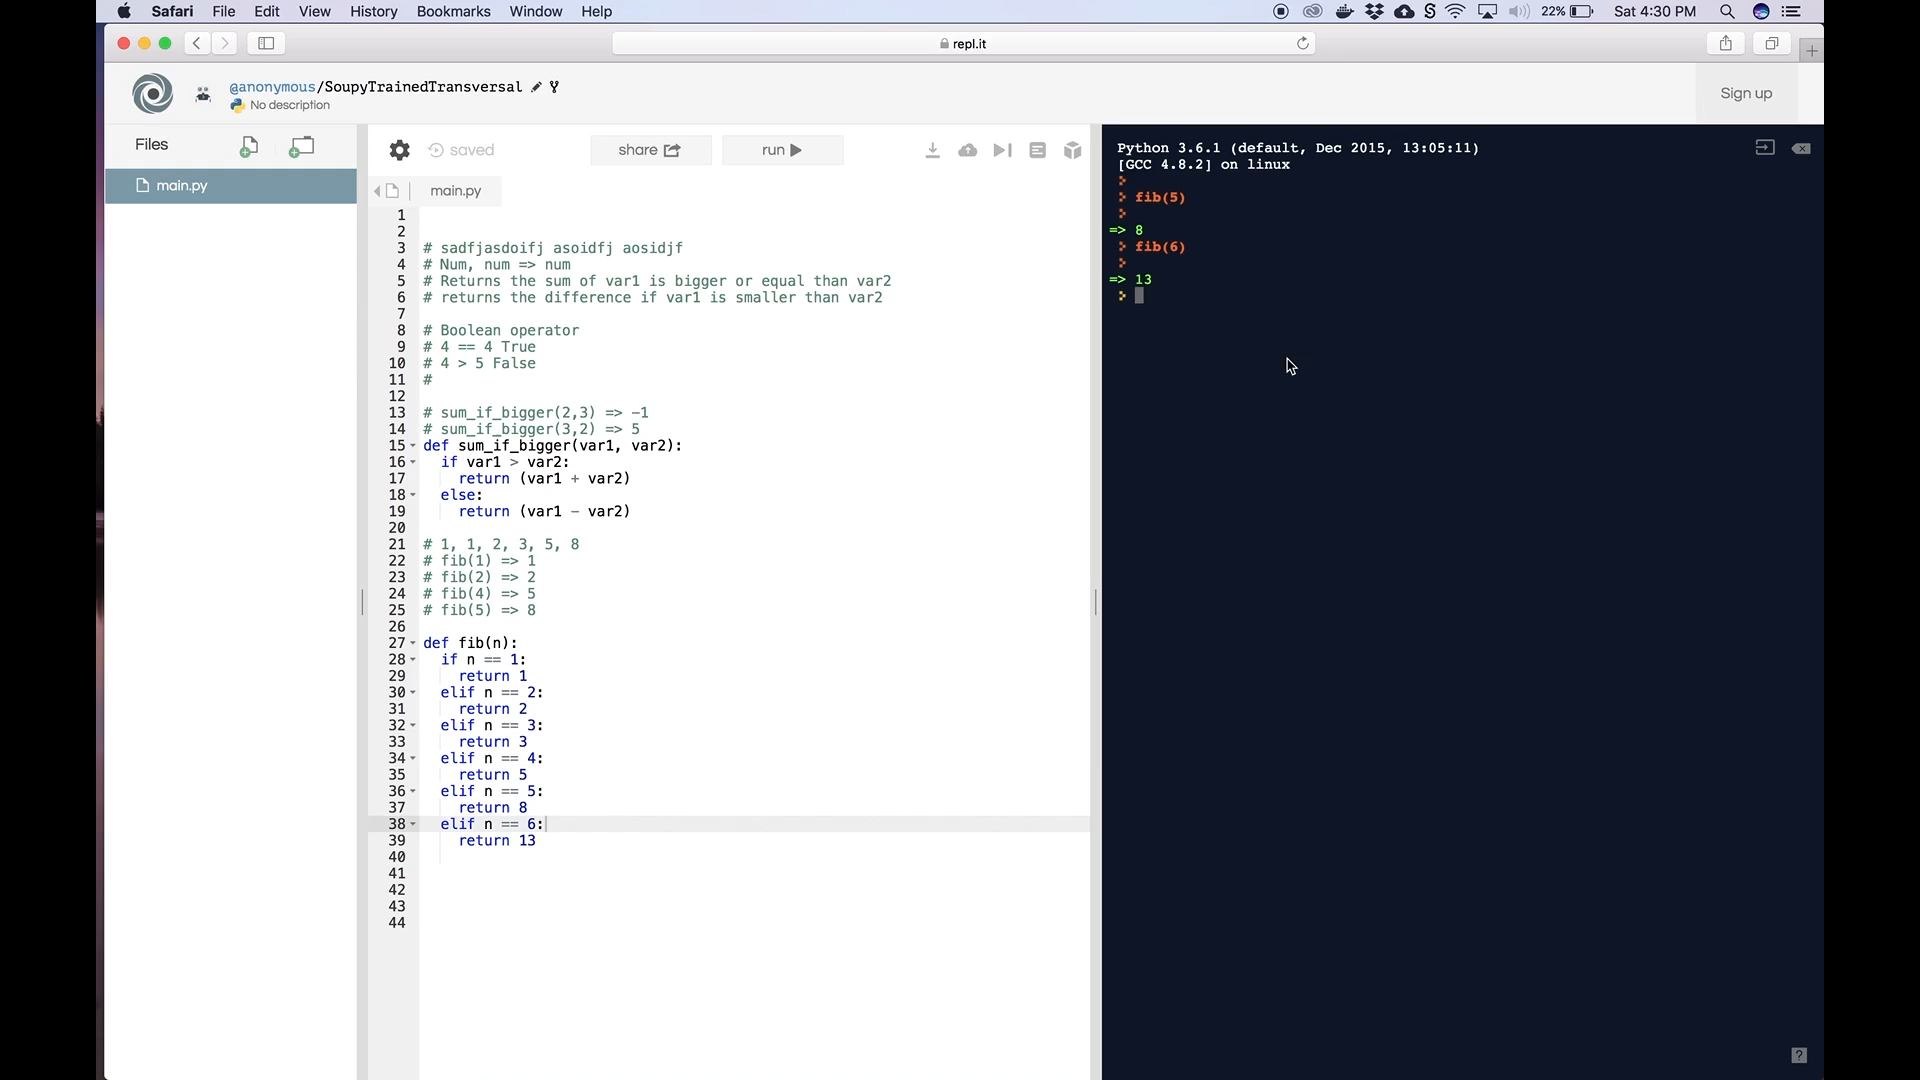 Safari File Edit View History Bookmarks Window Help
22% Sat 4:30 PM
repl.it
@anonymous/SoupyTrainedTransversal
No description
Sign up
Files
main.py
saved
share
run
main.py
1
2
3 # sadfjasdoifj asoidfj aosidjf
4 # Num, num => num
5 # Returns the sum of var1 is bigger or equal than var2
6 # returns the difference if var1 is smaller than var2
7
8 # Boolean operator
9 # 4 == 4 True
10 # 4 > 5 False
11 #
12
13 # sum_if_bigger(2,3) => -1
14 # sum_if_bigger(3,2) => 5
15 def sum_if_bigger(var1, var2):
16 if var1 > var2:
17 return (var1 + var2)
18 else:
19 return (var1 - var2)
20
21 # 1, 1, 2, 3, 5, 8
22 # fib(1) => 1
23 # fib(2) => 2
24 # fib(4) => 5
25 # fib(5) => 8
26
27 def fib(n):
28 if n == 1:
29 return 1
30 elif n == 2:
31 return 2
32 elif n == 3:
33 return 3
34 elif n == 4:
35 return 5
36 elif n == 5:
37 return 8
38 elif n == 6:
39 return 13
40
41
42
43
44
Python 3.6.1 (default, Dec 2015, 13:05:11)
[GCC 4.8.2] on linux
fib(5)
=> 8
fib(6)
=> 13
?